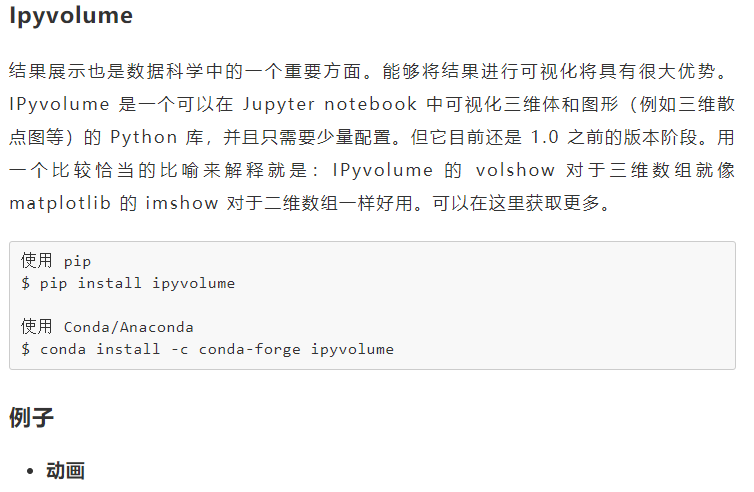 Ipyvolume
结果展示也是数据科学中的一个重要方面。能够将结果进行可视化将具有很大优势。
IPyvolume 是一个可以在 Jupyter notebook 中可视化三维体和图形（例如三维散
点图等）的 Python 库，并且只需要少量配置。但它目前还是 1.0 之前的版本阶段。用
一个比较恰当的比喻来解释就是：IPyvolume 的 volshow 对于三维数组就像
matplotlib 的 imshow 对于二维数组一样好用。可以在这里获取更多。
使用 pip
$ pip install ipyvolume
使用 Conda/Anaconda
$ conda install -c conda-forge ipyvolume
例子
• 动画